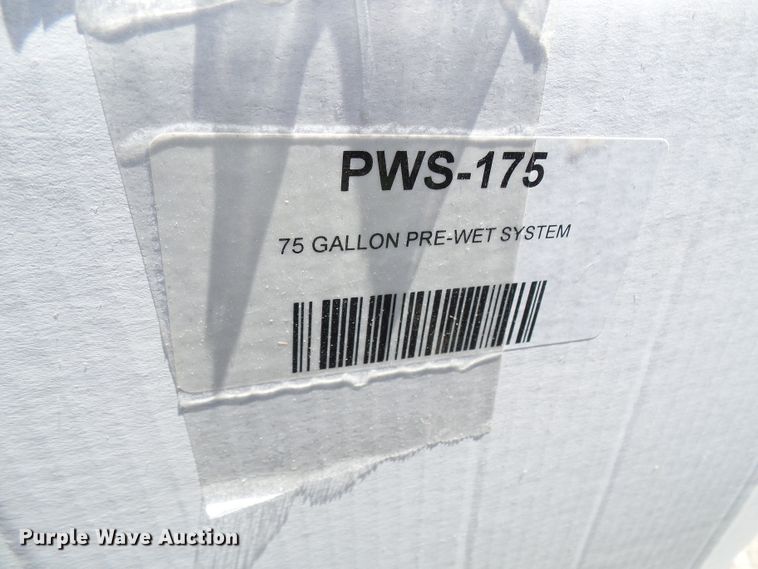 PWS-175
75 GALLON PRE-WET SYSTEM
Purple Wave Auction